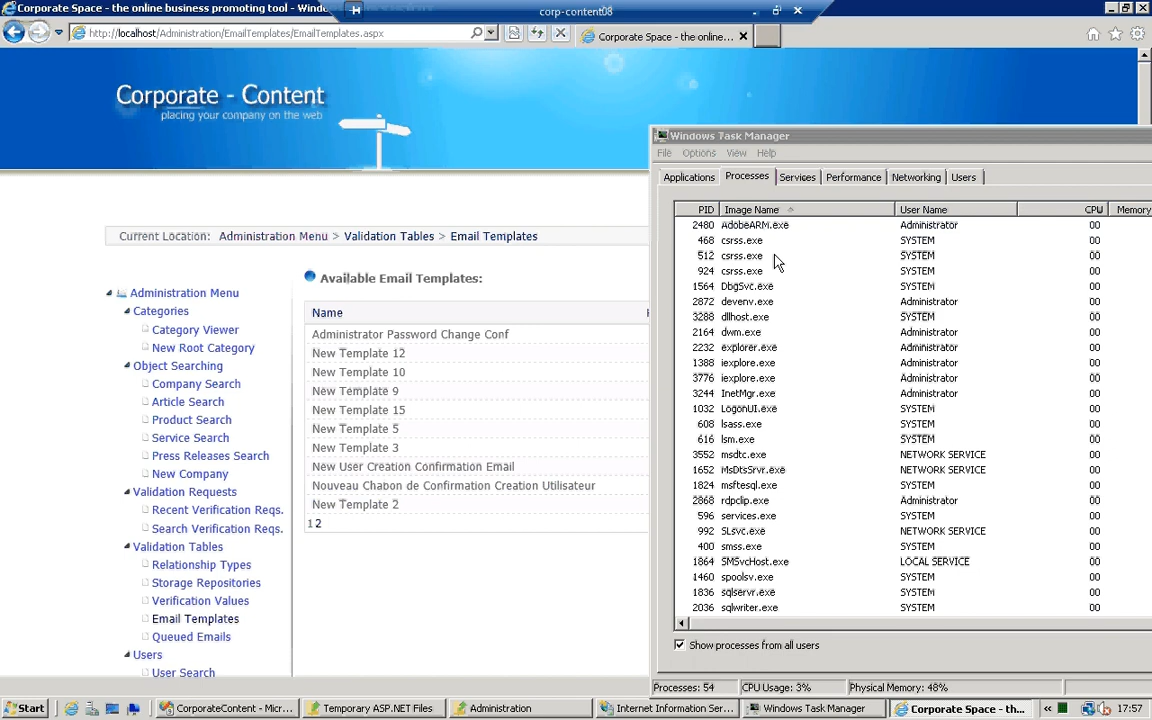 Corporate Space - the online business promoting tool - Windo
corp-content08
http://localhost/Administration/EmailTemplates/EmailTemplates.aspx
Corporate Space - the online...
Corporate - Content
placing your company on the web
Current Location: Administration Menu > Validation Tables > Email Templates
Administration Menu
Categories
Category Viewer
New Root Category
Object Searching
Company Search
Article Search
Product Search
Service Search
Press Releases Search
New Company
Validation Requests
Recent Verification Reqs.
Search Verification Reqs.
Validation Tables
Relationship Types
Storage Repositories
Verification Values
Email Templates
Queued Emails
Users
User Search
Available Email Templates:
Name
Administrator Password Change Conf
New Template 12
New Template 10
New Template 9
New Template 15
New Template 5
New Template 3
New User Creation Confirmation Email
Nouveau Chabon de Confirmation Creation Utilisateur
New Template 2
1 2
Windows Task Manager
File Options View Help
Applications Processes Services Performance Networking Users
PID Image Name User Name CPU Memory
2480 AdobeARM.exe Administrator 00
468 csrss.exe SYSTEM 00
512 csrss.exe SYSTEM 00
924 csrss.exe SYSTEM 00
1564 DbgSvc.exe SYSTEM 00
2872 devenv.exe Administrator 00
3288 dllhost.exe SYSTEM 00
2164 dwm.exe Administrator 00
2232 explorer.exe Administrator 00
1388 iexplore.exe Administrator 00
3776 iexplore.exe Administrator 00
3244 InetMgr.exe Administrator 00
1032 LogonUI.exe SYSTEM 00
608 lsass.exe SYSTEM 00
616 lsm.exe SYSTEM 00
3552 msdtc.exe NETWORK SERVICE 00
1652 MsDtsSrvr.exe NETWORK SERVICE 00
1824 msftesql.exe SYSTEM 00
2868 rdpclip.exe Administrator 00
596 services.exe SYSTEM 00
992 SLsvc.exe NETWORK SERVICE 00
400 smss.exe SYSTEM 00
1864 SMSvcHost.exe LOCAL SERVICE 00
1460 spoolsv.exe SYSTEM 00
1836 sqlservr.exe SYSTEM 00
2036 sqlwriter.exe SYSTEM 00
Show processes from all users
Processes: 54 CPU Usage: 3% Physical Memory: 48%
Start CorporateContent - Micr... Temporary ASP.NET Files Administration Internet Information Ser... Windows Task Manager Corporate Space - th... « 17:57